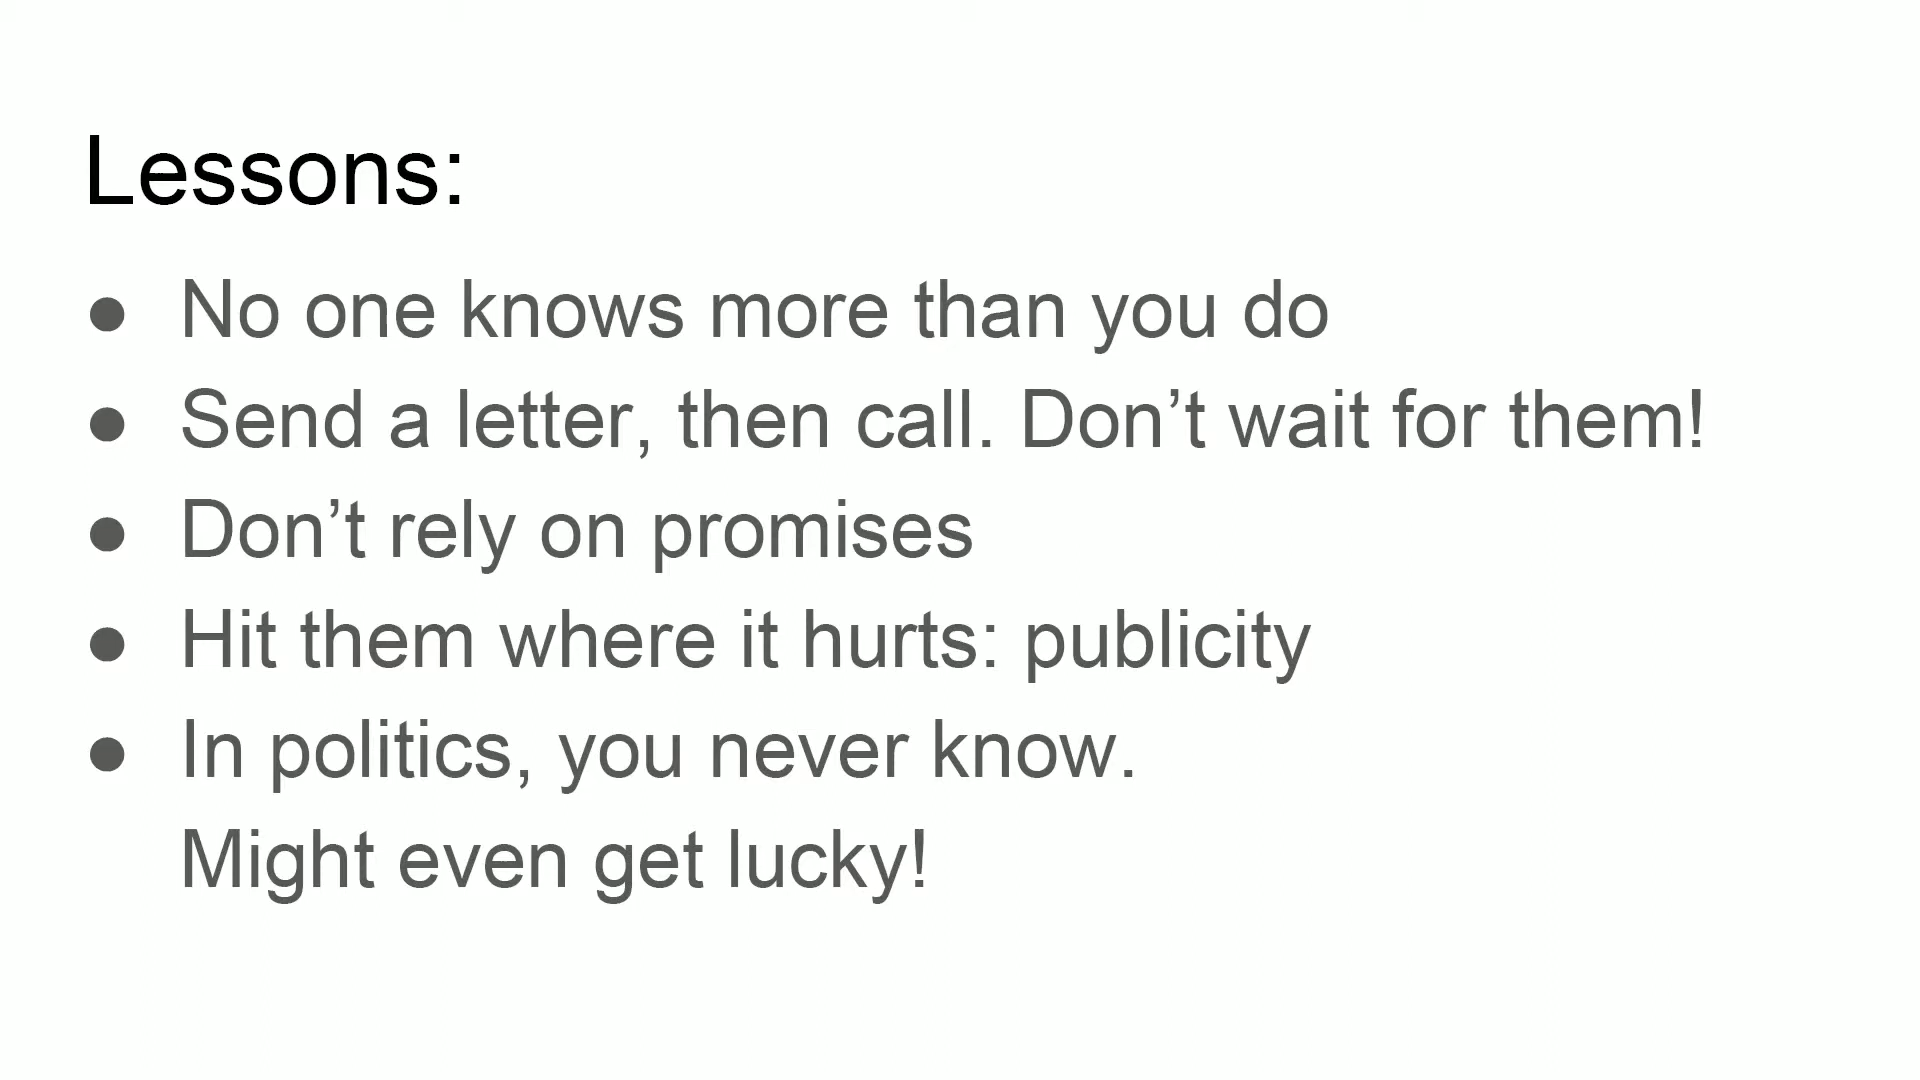 Lessons:
● No one knows more than you do
● Send a letter, then call. Don’t wait for them!
● Don’t rely on promises
● Hit them where it hurts: publicity
● In politics, you never know.
Might even get lucky!